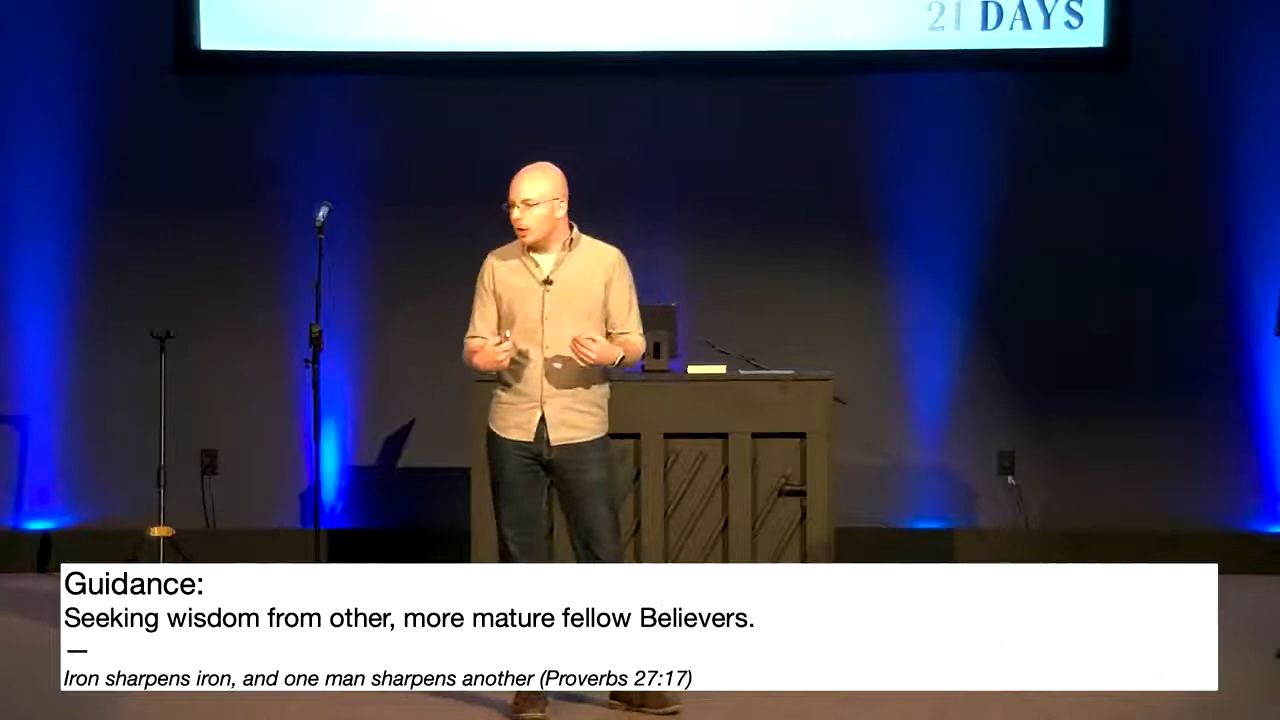 21 DAYS
Guidance:
Seeking wisdom from other, more mature fellow Believers.
—
Iron sharpens iron, and one man sharpens another (Proverbs 27:17)